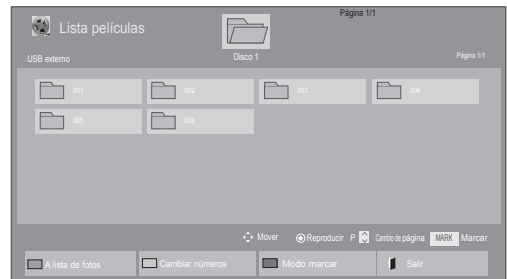 Página 1/1
Lista películas
USB externo
Disco 1
Página 1/1
001 002 003 004
005 006
Mover Reproducir P Cambio de página MARK Marcar
A lista de fotos Cambiar números Modo marcar Salir